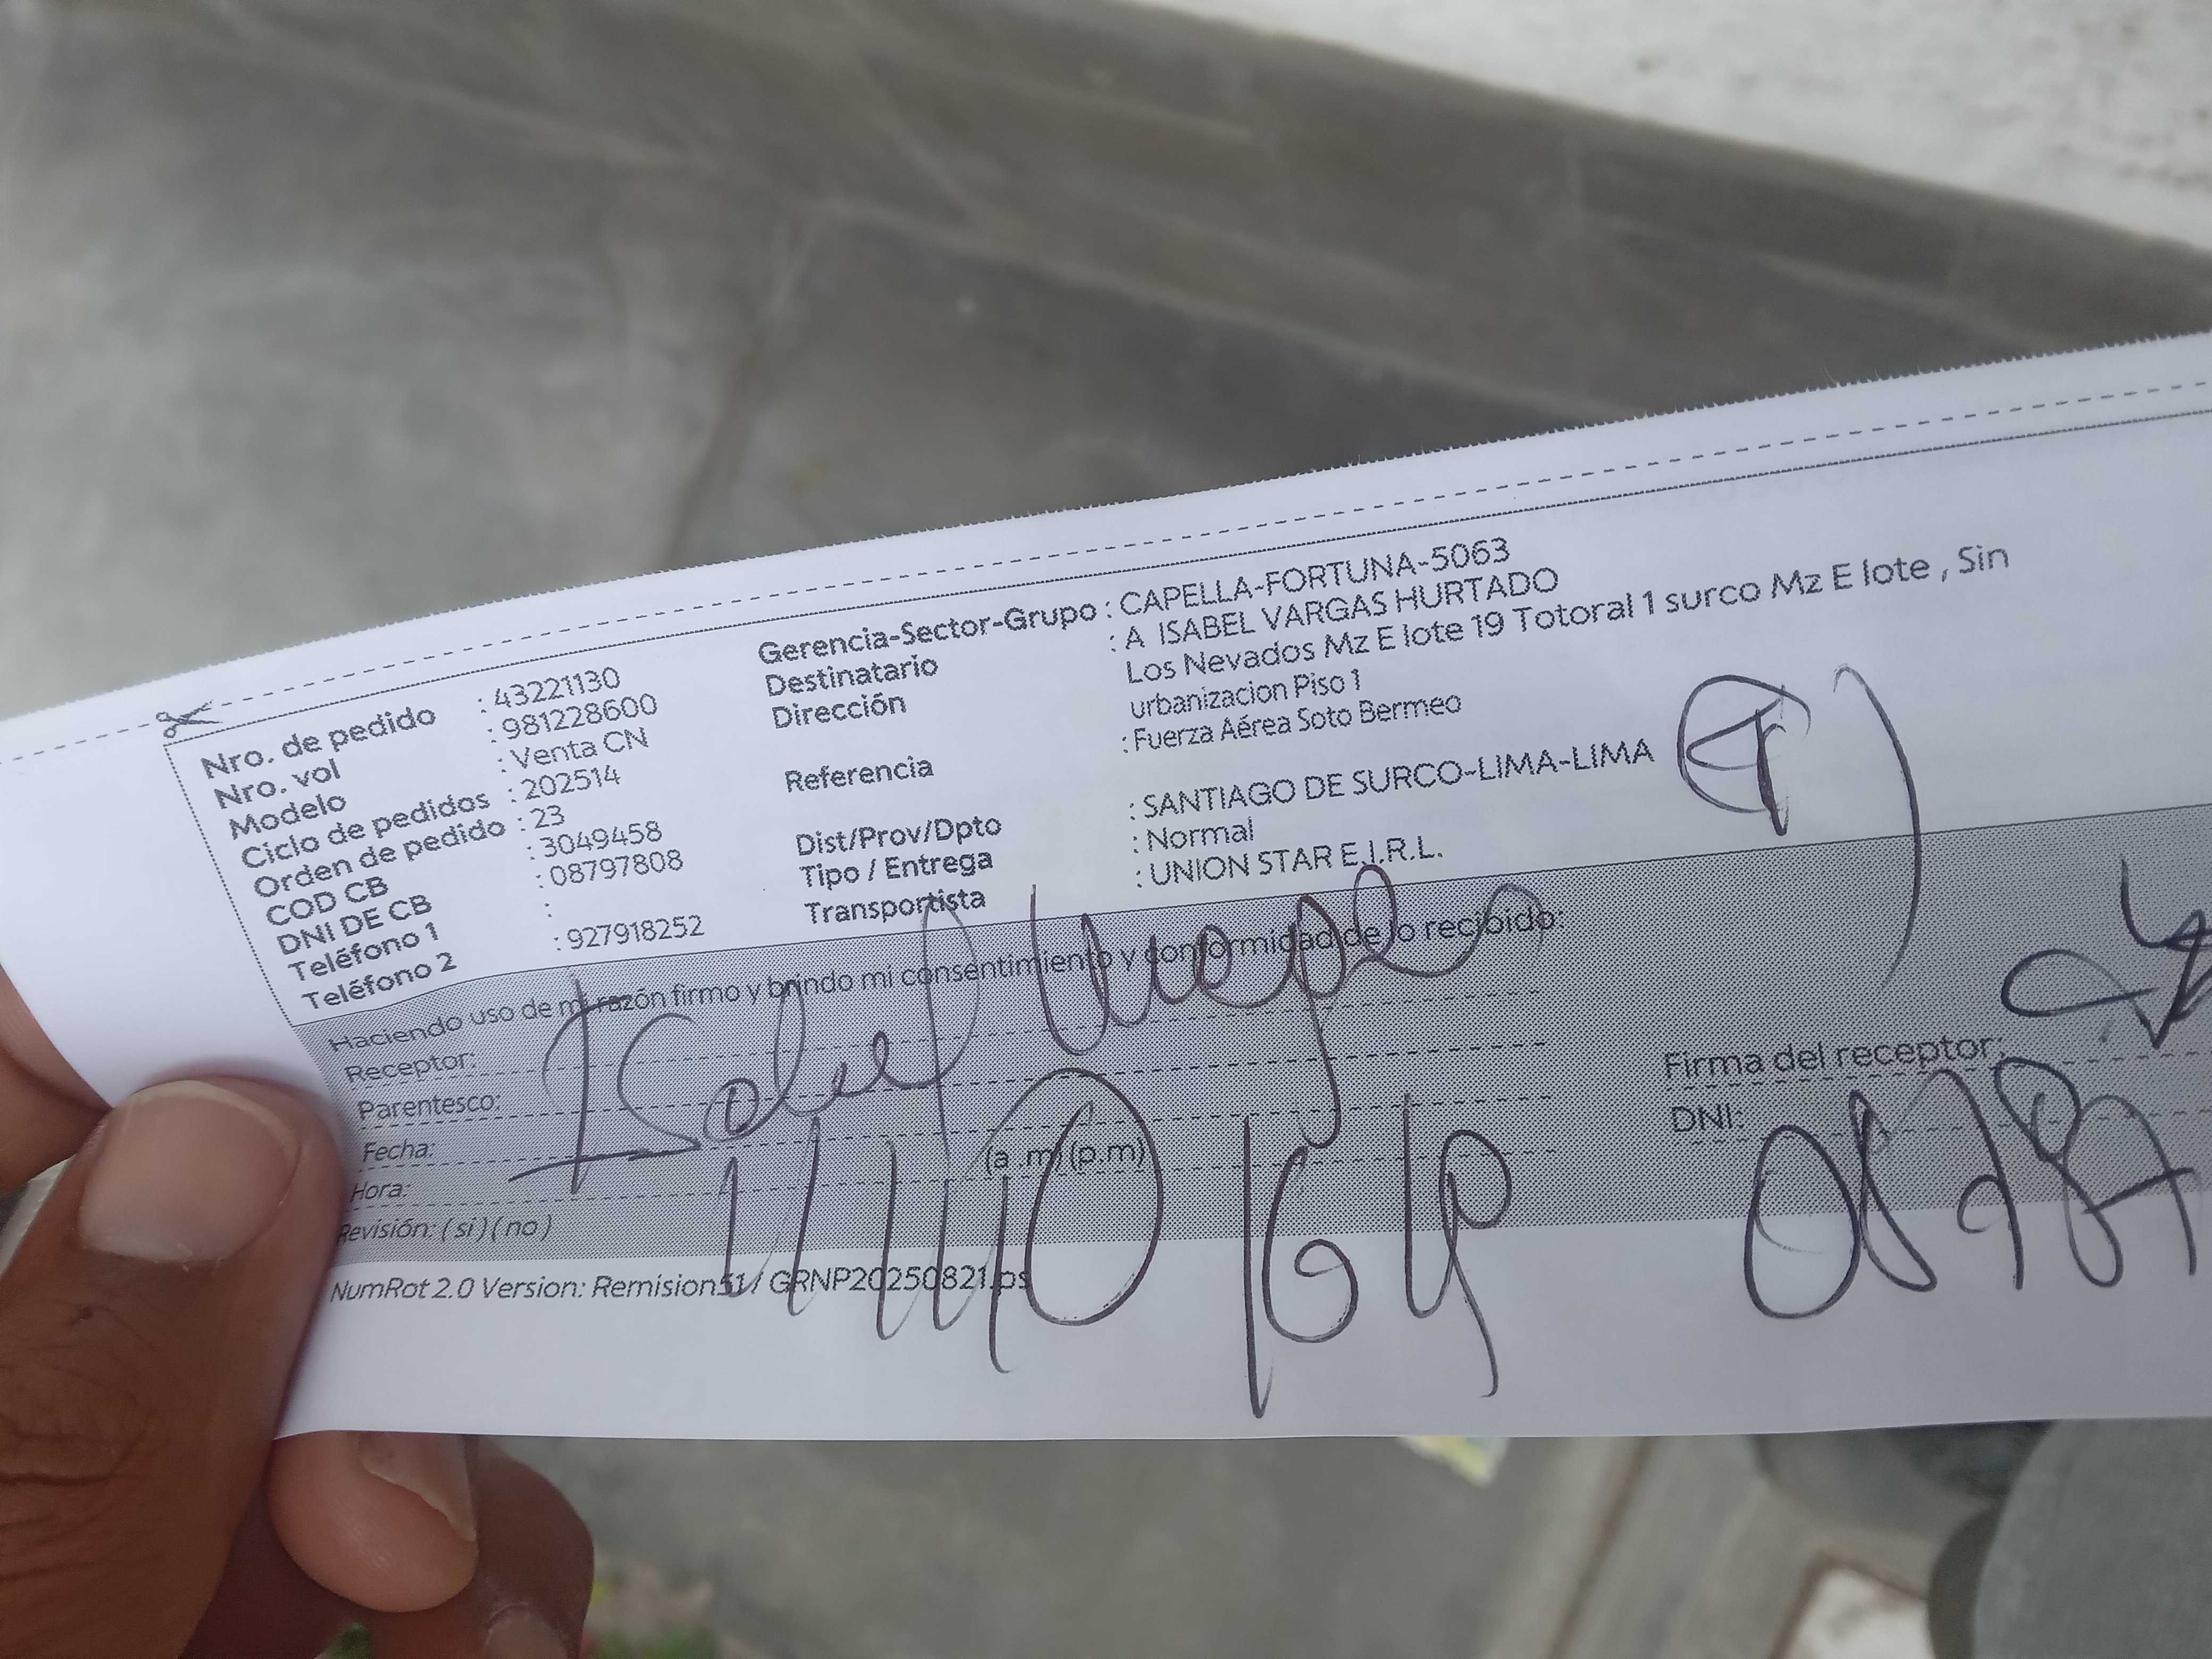 Nro. de pedido : 43221130
Nro. vol : 981228600
Modelo : Venta CN
Ciclo de pedidos : 202514
Orden de pedido : 23
COD CB : 3049458
DNI DE CB : 08797808
Teléfono 1 :
Teléfono 2 : 927918252
Gerencia-Sector-Grupo : CAPELLA-FORTUNA-5063
Destinatario : A ISABEL VARGAS HURTADO
Dirección Los Nevados Mz E lote 19 Totoral 1 surco Mz E lote , Sin
urbanizacion Piso 1
Referencia : Fuerza Aérea Soto Bermeo
Dist/Prov/Dpto : SANTIAGO DE SURCO-LIMA-LIMA
Tipo / Entrega : Normal
Transportista : UNION STAR E.I.R.L.
Haciendo uso de mi razón firmo y brindo mi consentimiento y conformidad de lo recibido:
Receptor: Isabel
Parentesco:
Fecha:
Hora: (a .m) (p.m)
Revisión: ( si ) ( no )
Firma del receptor:
DNI: 08787
NumRot 2.0 Version: Remision51 / GRNP20250821.ps